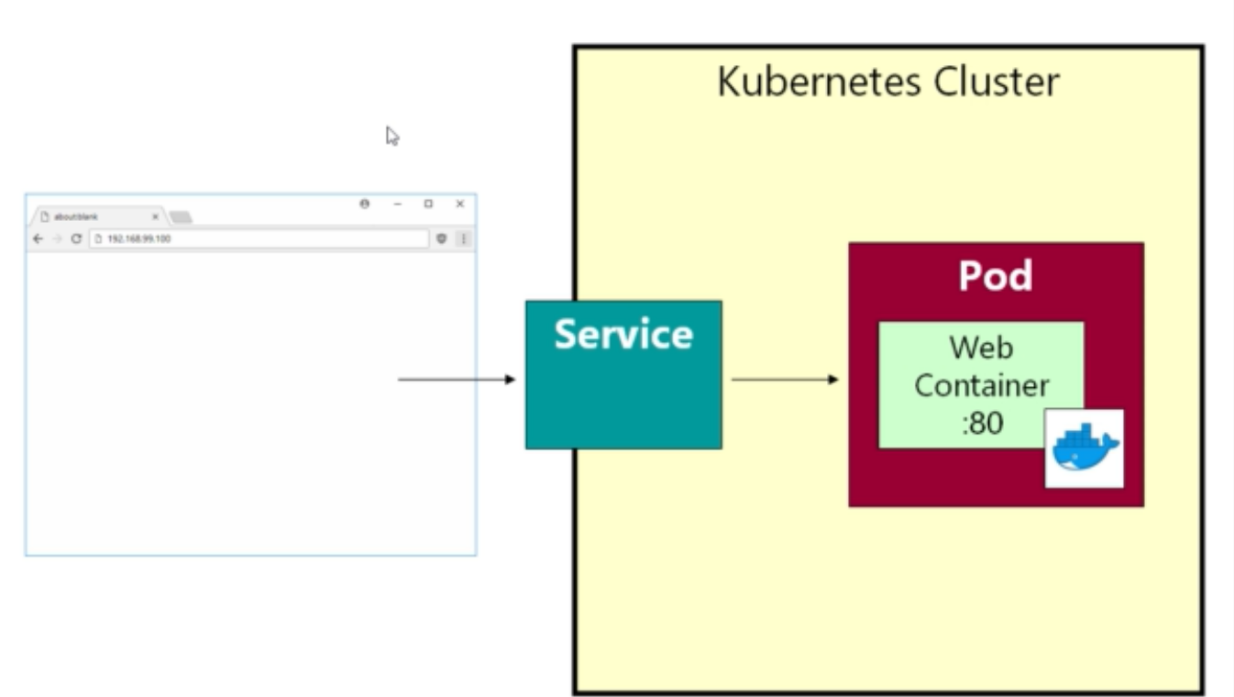 Kubernetes Cluster
about:blank
192.168.99.100
Service
Pod
Web
Container
:80